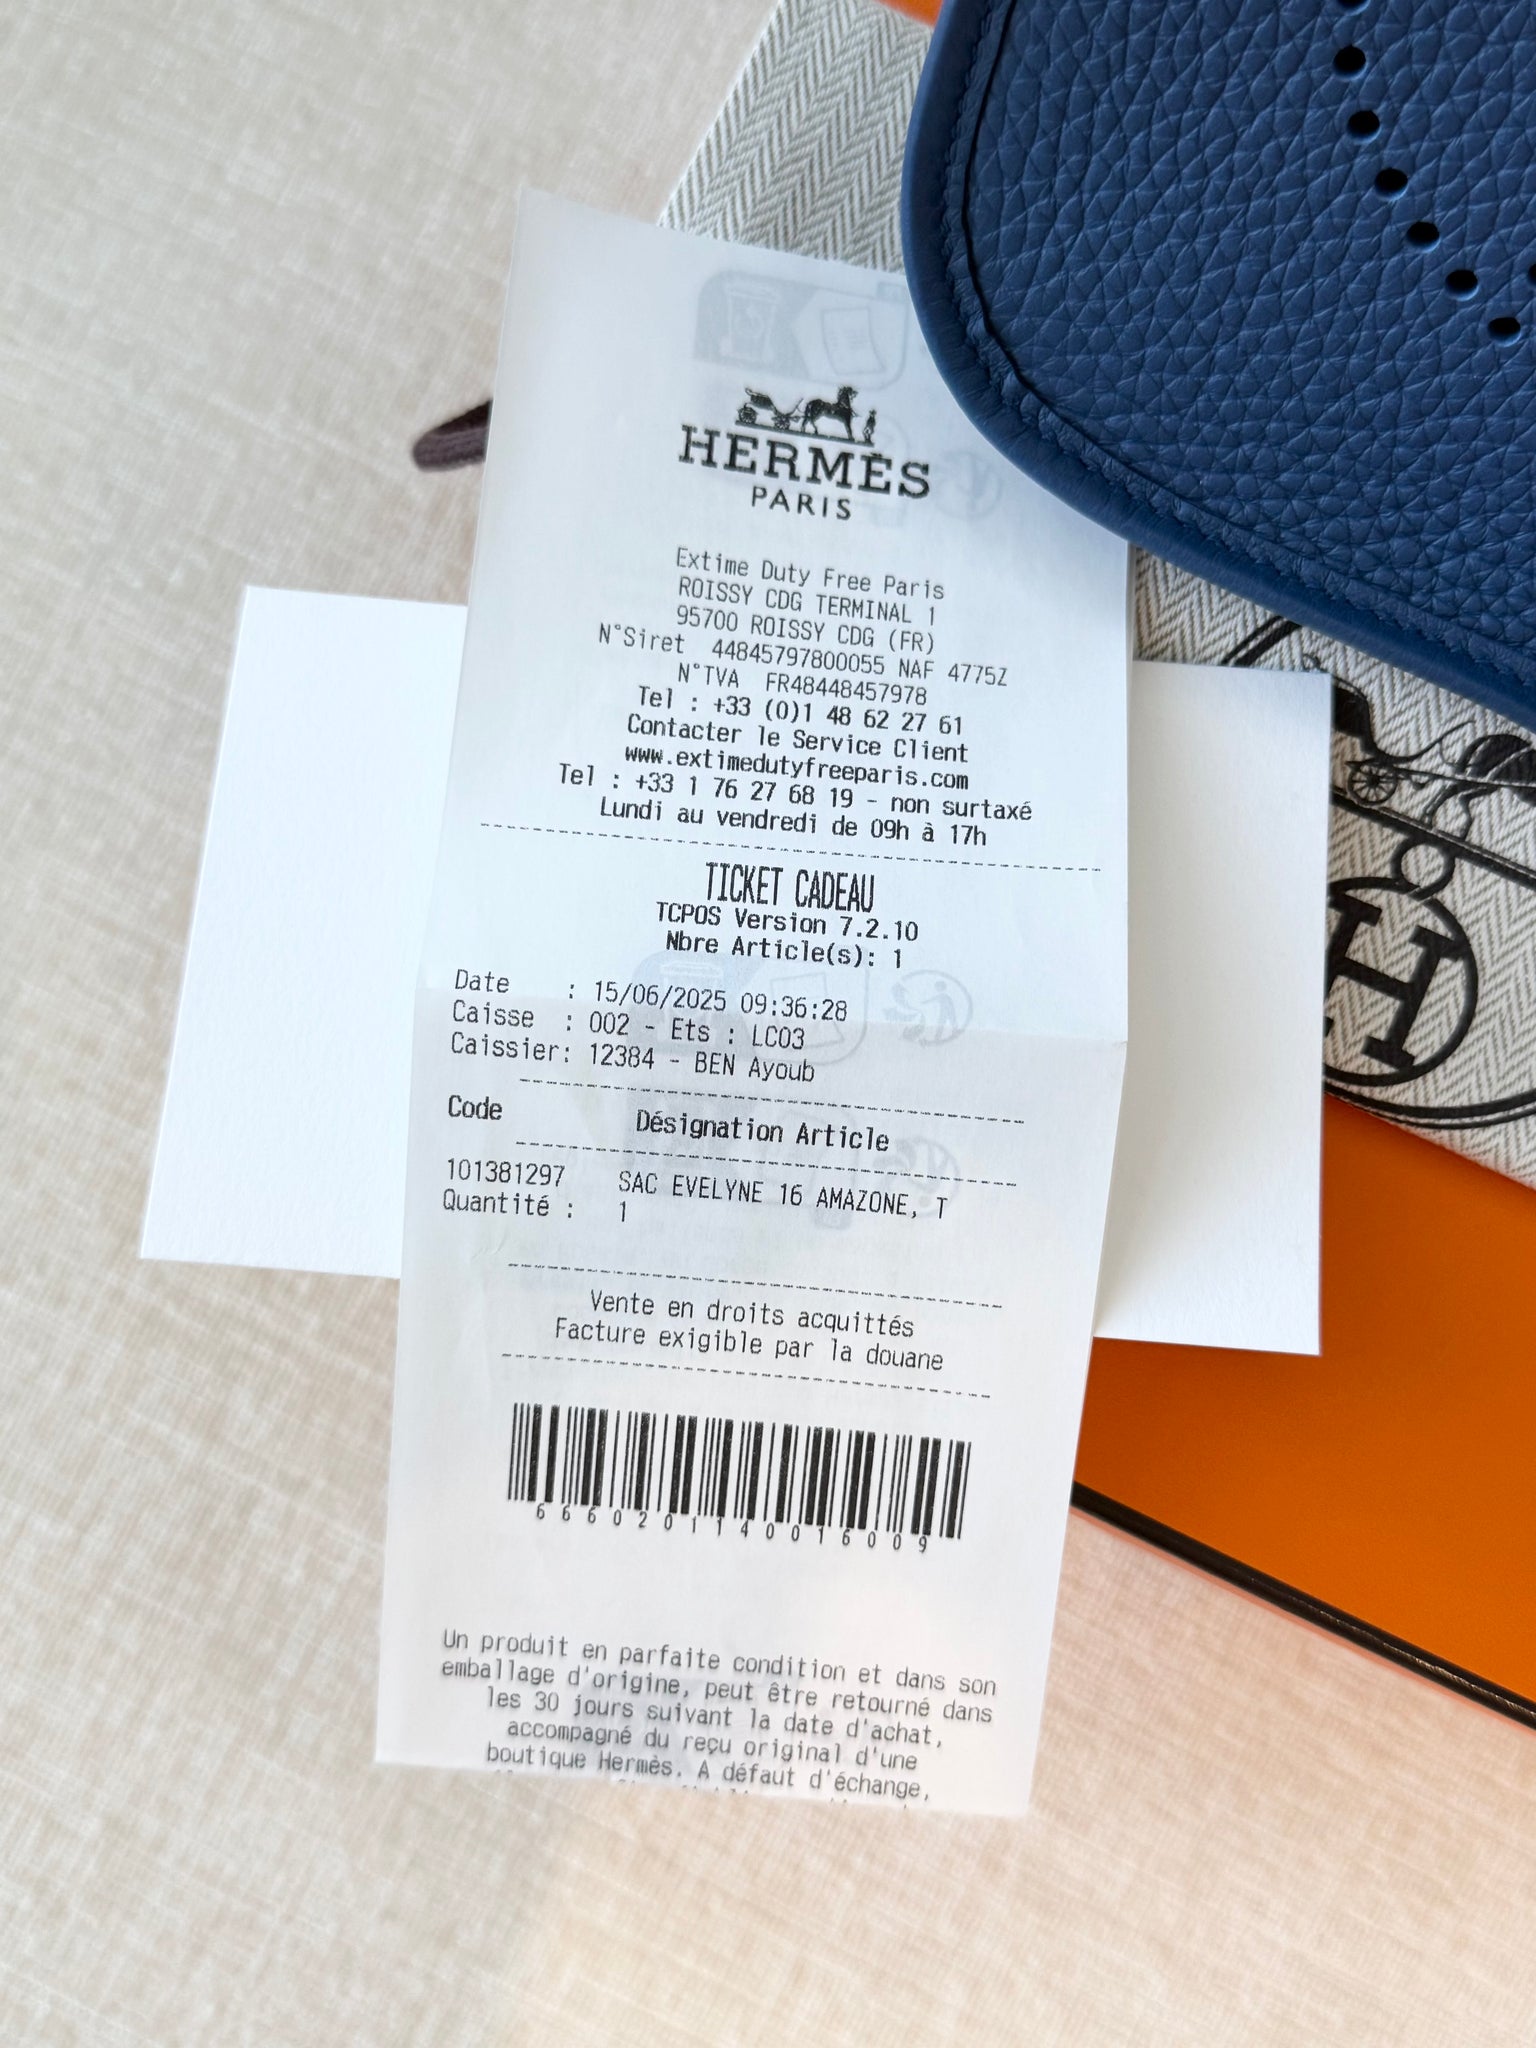 HERMÈS
PARIS
Extime Duty Free Paris
ROISSY CDG TERMINAL 1
95700 ROISSY CDG (FR)
N°Siret 44845797800055 NAF 4775Z
N°TVA FR48448457978
Tel : +33 (0)1 48 62 27 61
Contacter le Service Client
www.extimedutyfreeparis.com
Tel : +33 1 76 27 68 19 - non surtaxé
Lundi au vendredi de 09h à 17h
TICKET CADEAU
TCPOS Version 7.2.10
Nbre Article(s): 1
Date : 15/06/2025 09:36:28
Caisse : 002 - Ets : LC03
Caissier: 12384 - BEN Ayoub
Code Désignation Article
101381297 SAC EVELYNE 16 AMAZONE, T
Quantité : 1
Vente en droits acquittés
Facture exigible par la douane
6660201140016009
Un produit en parfaite condition et dans son
emballage d'origine, peut être retourné dans
les 30 jours suivant la date d'achat,
accompagné du reçu original d'une
boutique Hermès. A défaut d'échange,
H